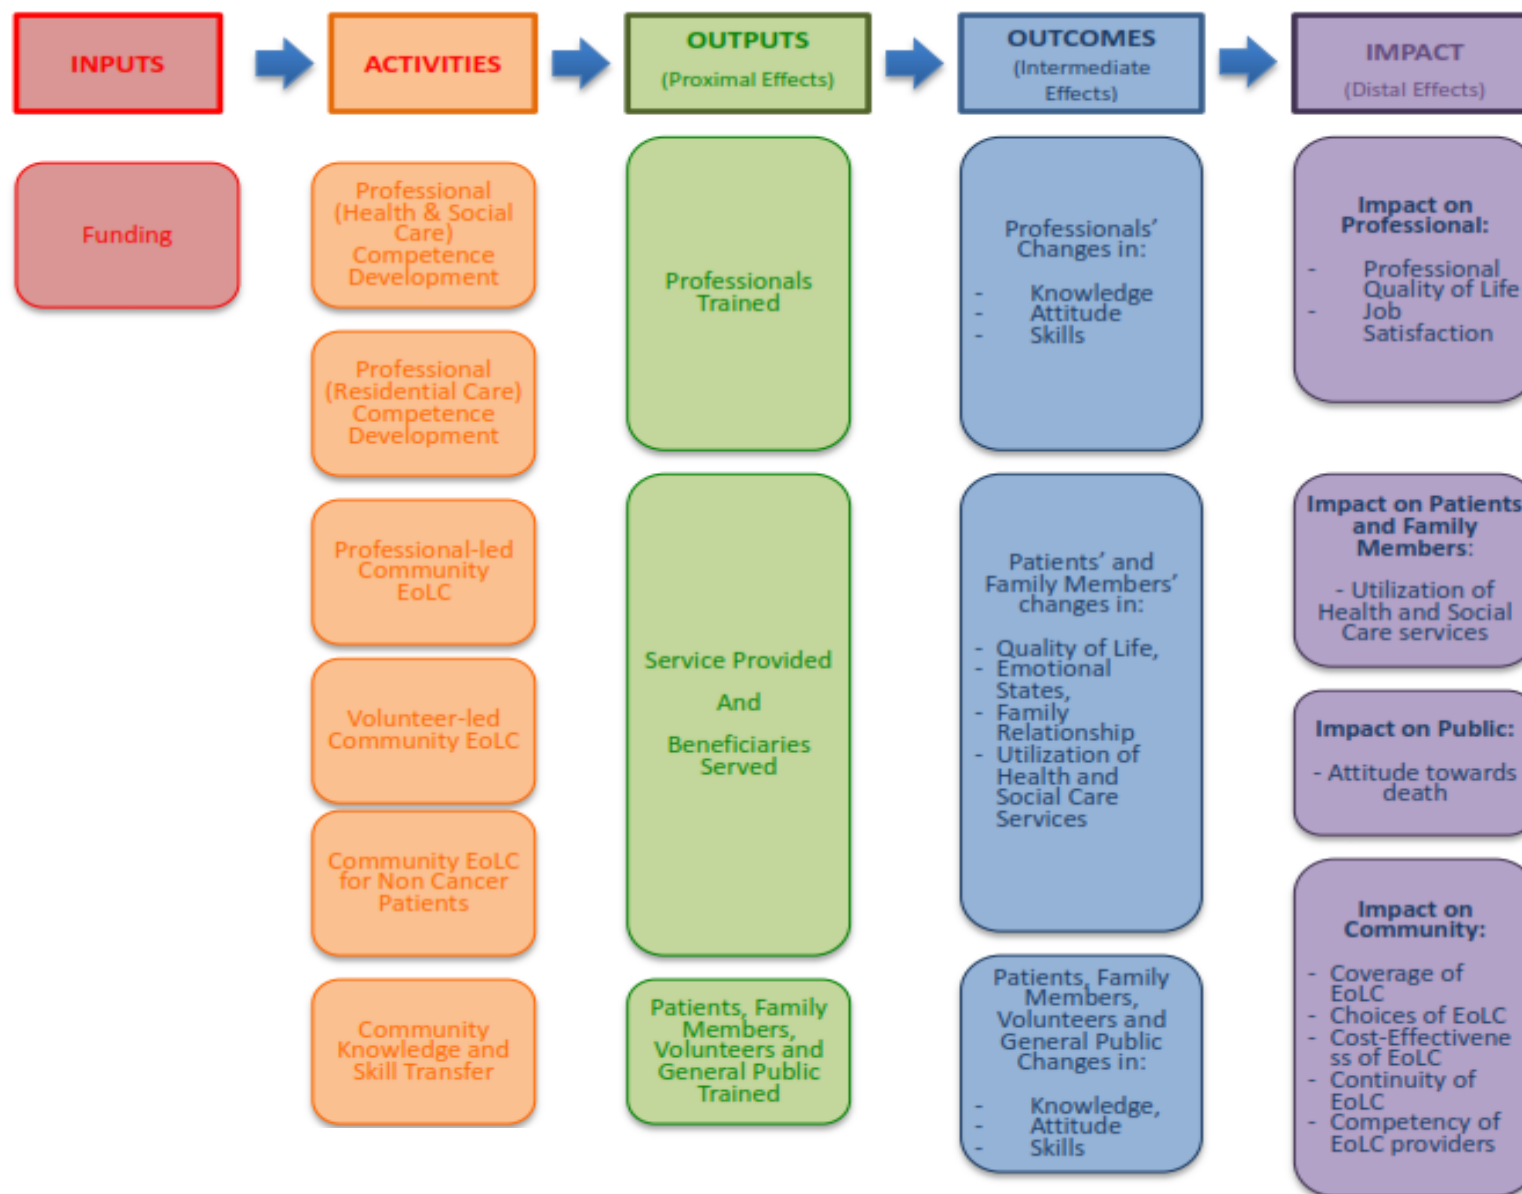 INPUTS
ACTIVITIES
OUTPUTS
(Proximal Effects)
OUTCOMES
(Intermediate
Effects)
IMPACT
(Distal Effects)
Funding
Professional
(Health & Social
Care)
Competence
Development
Professional
(Residential Care)
Competence
Development
Professional-led
Community
EoLC
Volunteer-led
Community EoLC
Community EoLC
for Non Cancer
Patients
Community
Knowledge and
Skill Transfer
Professionals
Trained
Service Provided
And
Beneficiaries
Served
Patients, Family
Members,
Volunteers and
General Public
Trained
Professionals’
Changes in:
- Knowledge
- Attitude
- Skills
Patients’ and
Family Members’
changes in:
- Quality of Life,
- Emotional
States,
- Family
Relationship
- Utilization of
Health and
Social Care
Services
Patients, Family
Members,
Volunteers and
General Public
Changes in:
- Knowledge,
- Attitude
- Skills
Impact on
Professional:
- Professional
Quality of Life
- Job
Satisfaction
Impact on Patients
and Family
Members:
- Utilization of
Health and Social
Care services
Impact on Public:
- Attitude towards
death
Impact on
Community:
- Coverage of
EoLC
- Choices of EoLC
- Cost-Effectivene
ss of EoLC
- Continuity of
EoLC
- Competency of
EoLC providers